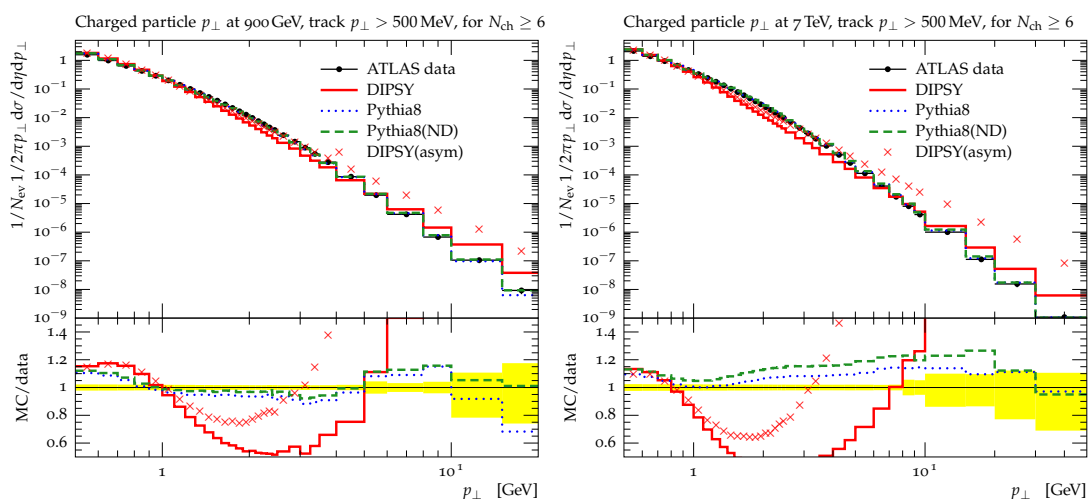 Charged particle p⊥ at 900 GeV, track p⊥ > 500 MeV, for Nch ≥ 6
1/Nev 1/2πp⊥ dσ/dηdp⊥
1
10⁻¹
10⁻²
10⁻³
10⁻⁴
10⁻⁵
10⁻⁶
10⁻⁷
10⁻⁸
10⁻⁹
ATLAS data
DIPSY
Pythia8
Pythia8(ND)
DIPSY(asym)
MC/data
1.4
1.2
1
0.8
0.6
1
10¹
p⊥ [GeV]
Charged particle p⊥ at 7 TeV, track p⊥ > 500 MeV, for Nch ≥ 6
1/Nev 1/2πp⊥ dσ/dηdp⊥
1
10⁻¹
10⁻²
10⁻³
10⁻⁴
10⁻⁵
10⁻⁶
10⁻⁷
10⁻⁸
10⁻⁹
ATLAS data
DIPSY
Pythia8
Pythia8(ND)
DIPSY(asym)
MC/data
1.4
1.2
1
0.8
0.6
1
10¹
p⊥ [GeV]